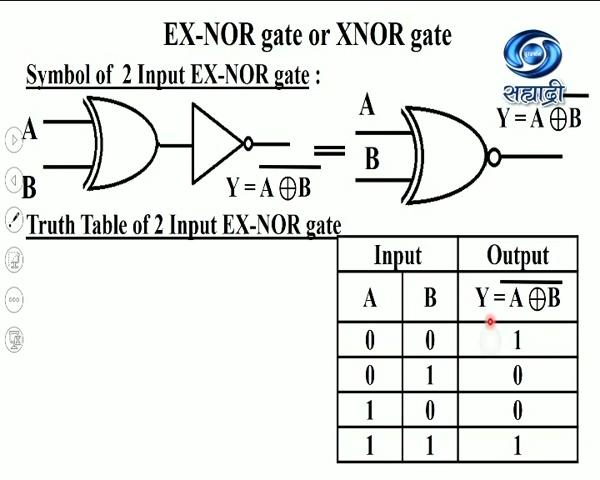 EX-NOR gate or XNOR gate
Symbol of 2 Input EX-NOR gate :
सह्याद्री
A
B
Y = A ⊕ B
=
A
B
Y = A ⊕ B
Truth Table of 2 Input EX-NOR gate
Input Output
A B Y = A ⊕ B
0 0 1
0 1 0
1 0 0
1 1 1